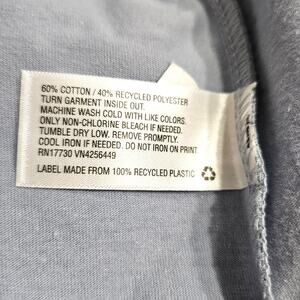 60% COTTON / 40% RECYCLED POLYESTER
TURN GARMENT INSIDE OUT.
MACHINE WASH COLD WITH LIKE COLORS.
ONLY NON-CHLORINE BLEACH IF NEEDED.
TUMBLE DRY LOW. REMOVE PROMPTLY.
COOL IRON IF NEEDED. DO NOT IRON ON PRINT
RN17730 VN4256449
LABEL MADE FROM 100% RECYCLED PLASTIC